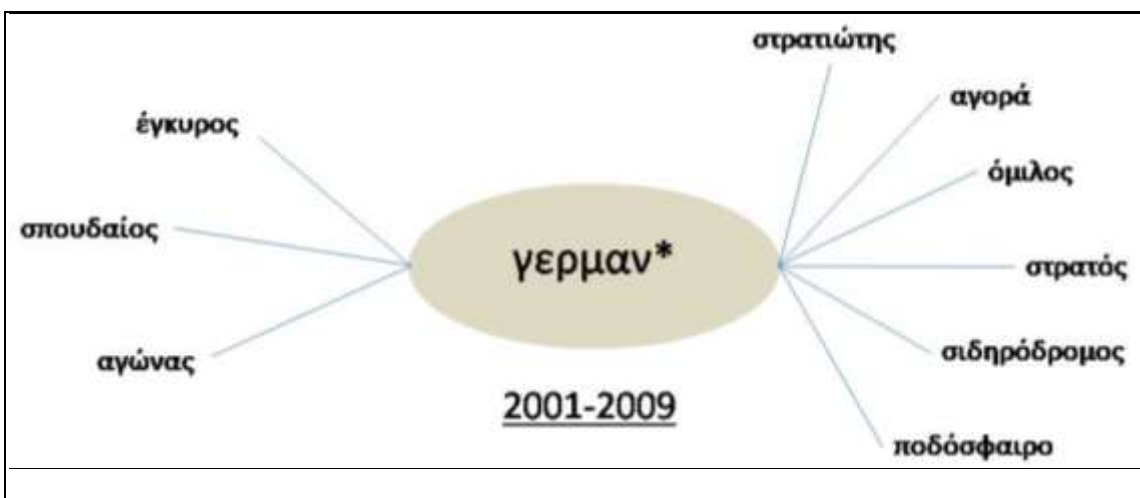 στρατιώτης
αγορά
έγκυρος
όμιλος
σπουδαίος
γερμαν*
στρατός
αγώνας
σιδηρόδρομος
2001-2009
ποδόσφαιρο